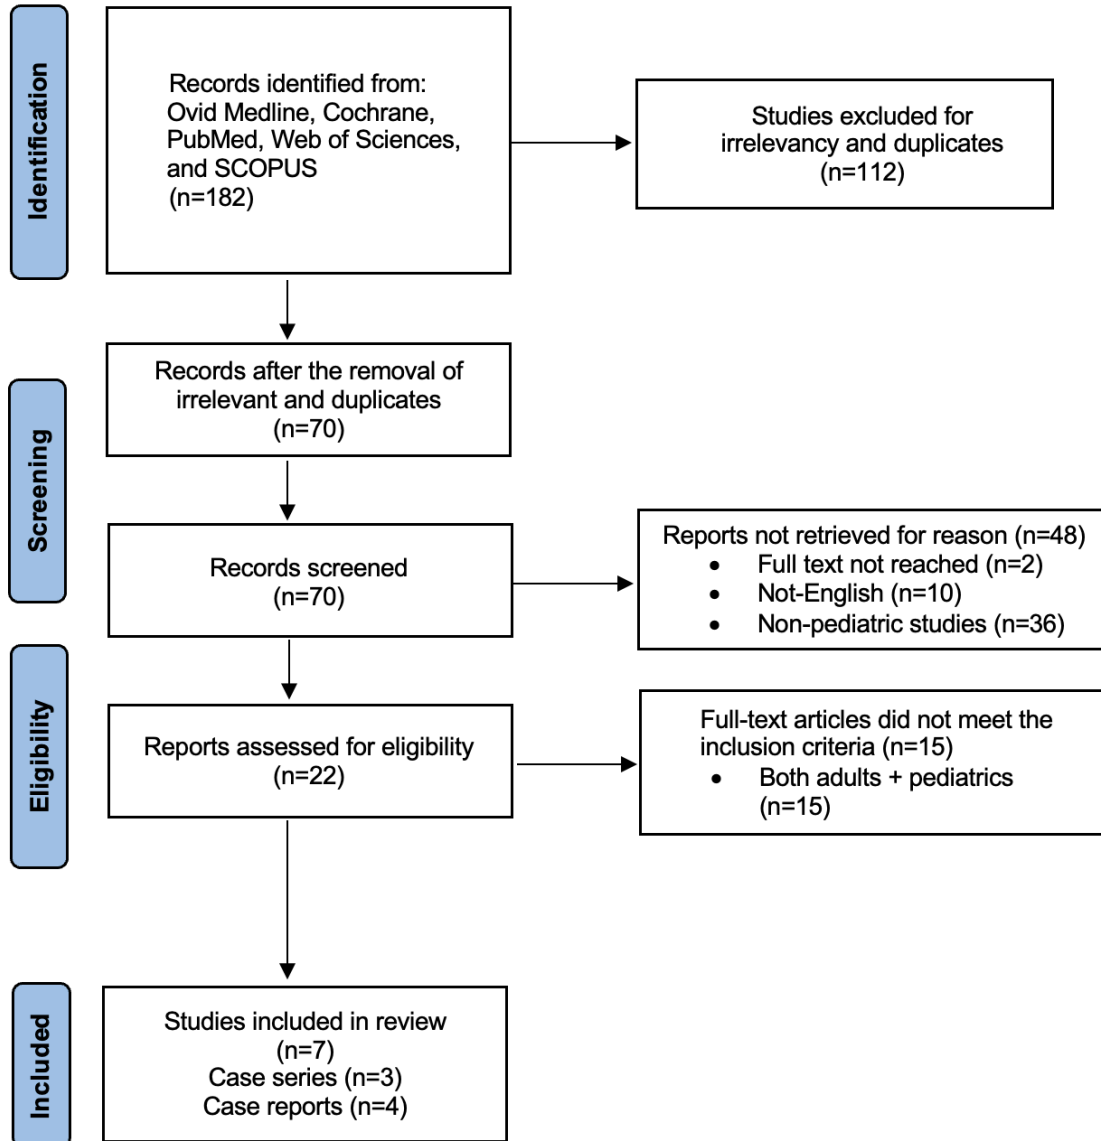 Identification
Records identified from:
Ovid Medline, Cochrane,
PubMed, Web of Sciences,
and SCOPUS
(n=182)
Studies excluded for
irrelevancy and duplicates
(n=112)
Screening
Records after the removal of
irrelevant and duplicates
(n=70)
Records screened
(n=70)
Reports not retrieved for reason (n=48)
• Full text not reached (n=2)
• Not-English (n=10)
• Non-pediatric studies (n=36)
Eligibility
Reports assessed for eligibility
(n=22)
Full-text articles did not meet the
inclusion criteria (n=15)
• Both adults + pediatrics
(n=15)
Included
Studies included in review
(n=7)
Case series (n=3)
Case reports (n=4)